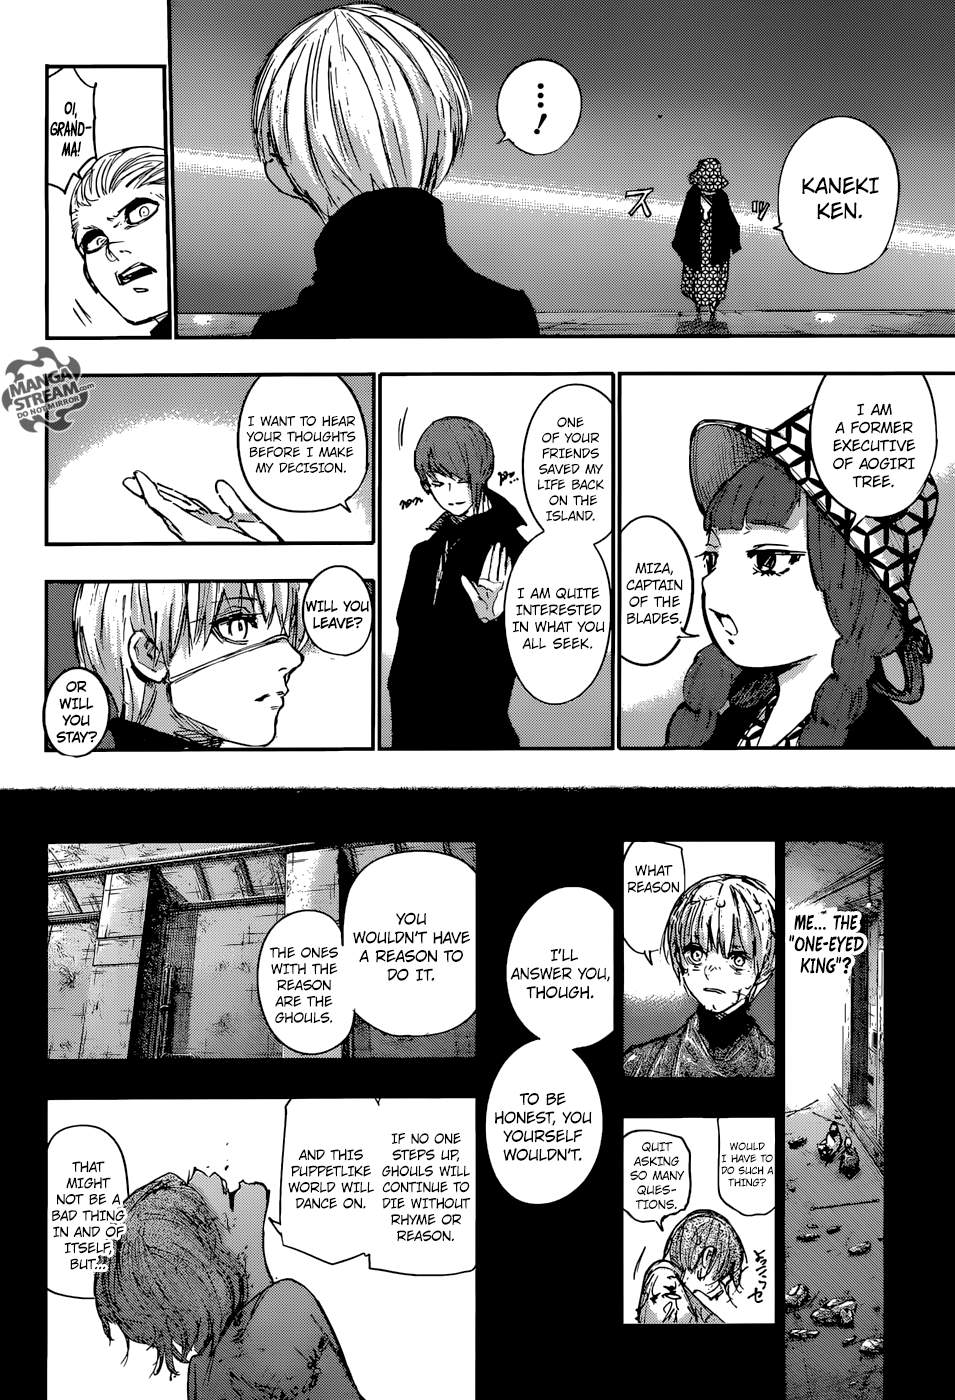 KANEKI
KEN.
...!
ス
ッ
OI,
GRAND-
MA!
I AM
A FORMER
EXECUTIVE
OF AOGIRI
TREE.
MIZA,
CAPTAIN
OF THE
BLADES.
ONE
OF YOUR
FRIENDS
SAVED MY
LIFE BACK
ON THE
ISLAND.
I AM QUITE
INTERESTED
IN WHAT YOU
ALL SEEK.
I WANT TO HEAR
YOUR THOUGHTS
BEFORE I MAKE
MY DECISION.
WILL YOU
LEAVE?
OR
WILL
YOU
STAY?
MANGA
STREAM.com
DO NOT MIRROR
ME... THE
"ONE-EYED
KING"?
WHAT
REASON
WOULD
I HAVE TO
DO SUCH A
THING?
QUIT
ASKING
SO MANY
QUES-
TIONS.
I'LL
ANSWER YOU,
THOUGH.
TO BE
HONEST, YOU
YOURSELF
WOULDN'T.
YOU
WOULDN'T HAVE
A REASON TO
DO IT.
THE ONES
WITH THE
REASON
ARE THE
GHOULS.
IF NO ONE
STEPS UP,
GHOULS WILL
CONTINUE TO
DIE WITHOUT
RHYME OR
REASON.
AND THIS
PUPPETLIKE
WORLD WILL
DANCE ON.
THAT
MIGHT
NOT BE A
BAD THING
IN AND OF
ITSELF,
BUT...